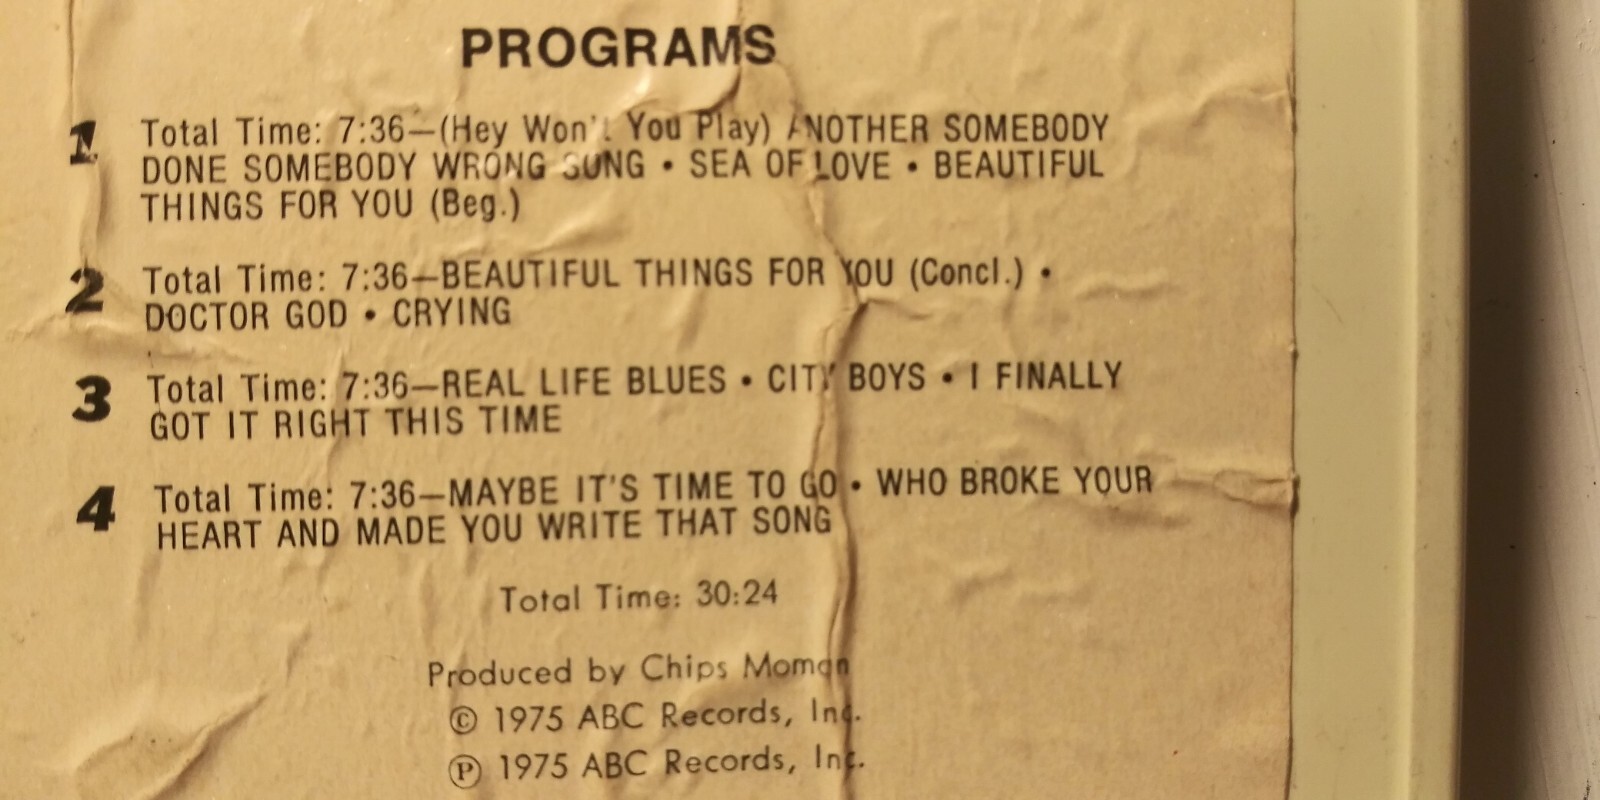 PROGRAMS
1 Total Time: 7:36—(Hey Won't You Play) ANOTHER SOMEBODY
DONE SOMEBODY WRONG SONG • SEA OF LOVE • BEAUTIFUL
THINGS FOR YOU (Beg.)
2 Total Time: 7:36—BEAUTIFUL THINGS FOR YOU (Concl.) •
DOCTOR GOD • CRYING
3 Total Time: 7:36—REAL LIFE BLUES • CITY BOYS • I FINALLY
GOT IT RIGHT THIS TIME
4 Total Time: 7:36—MAYBE IT'S TIME TO GO • WHO BROKE YOUR
HEART AND MADE YOU WRITE THAT SONG
Total Time: 30:24
Produced by Chips Moman
© 1975 ABC Records, Inc.
℗ 1975 ABC Records, Inc.